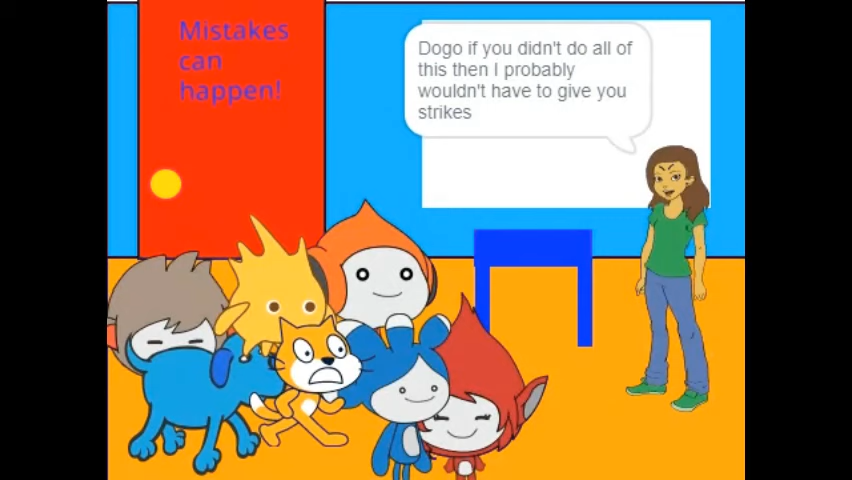 Mistakes
can
happen!
Dogo if you didn't do all of
this then I probably
wouldn't have to give you
strikes